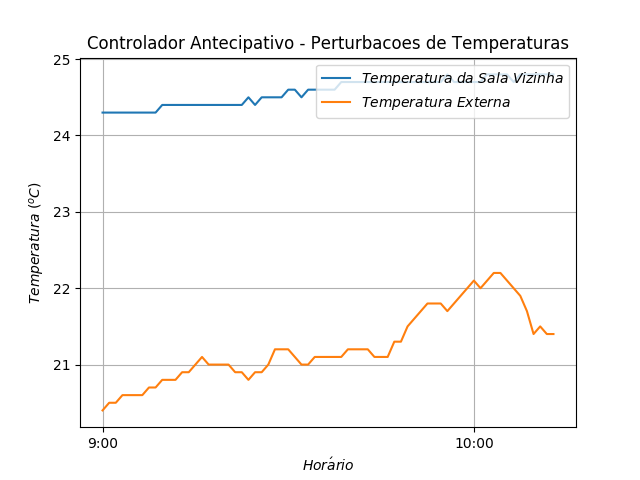 Controlador Antecipativo - Perturbacoes de Temperaturas
25
Temperatura da Sala Vizinha
Temperatura Externa
24
23
22
21
Temperatura (ºC)
9:00
10:00
Horário